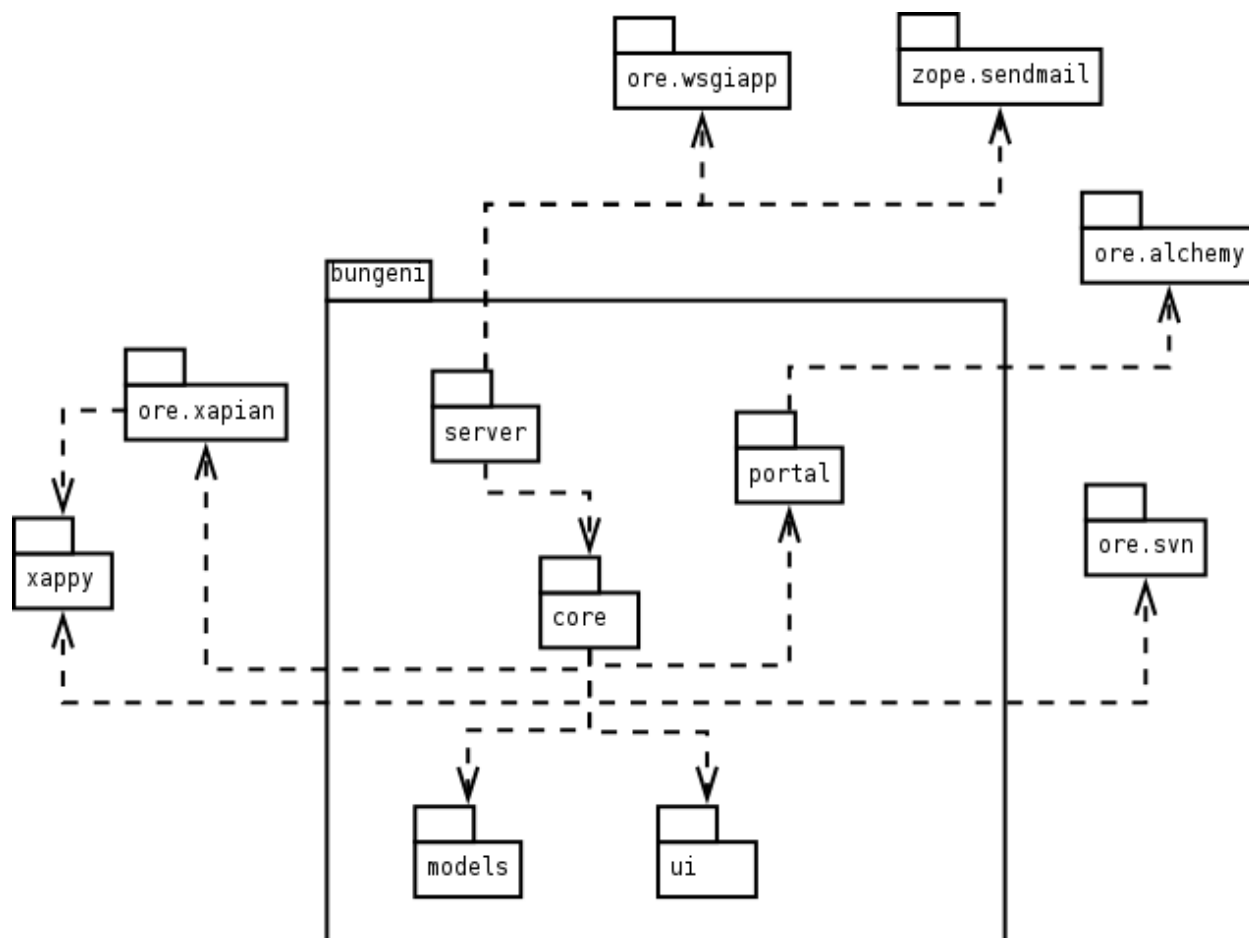 ore.wsgiapp
zope.sendmail
ore.alchemy
bungeni
ore.xapian
server
portal
ore.svn
xappy
core
models
ui